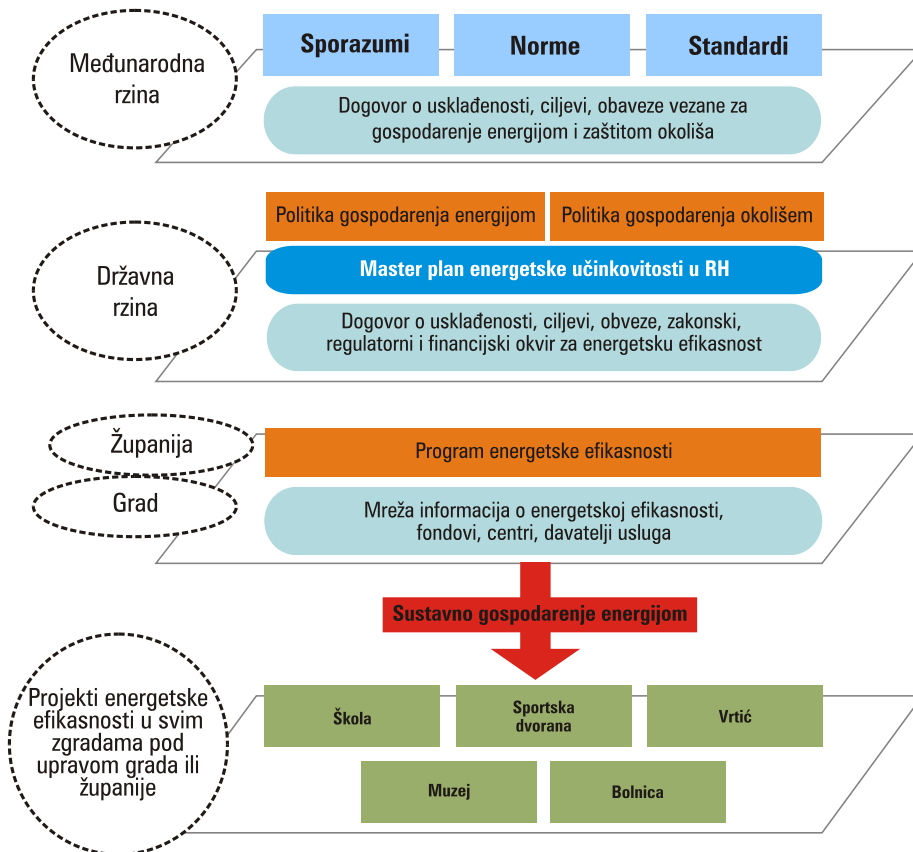 Međunarodna
rzina
Sporazumi
Norme
Standardi
Dogovor o usklađenosti, ciljevi, obaveze vezane za
gospodarenje energijom i zaštitom okoliša
Državna
rzina
Politika gospodarenja energijom
Politika gospodarenja okolišem
Master plan energetske učinkovitosti u RH
Dogovor o usklađenosti, ciljevi, obveze, zakonski,
regulatorni i financijski okvir za energetsku efikasnost
Županija
Grad
Program energetske efikasnosti
Mreža informacija o energetskoj efikasnosti,
fondovi, centri, davatelji usluga
Sustavno gospodarenje energijom
Projekti energetske
efikasnosti u svim
zgradama pod
upravom grada ili
županije
Škola
Sportska
dvorana
Vrtić
Muzej
Bolnica